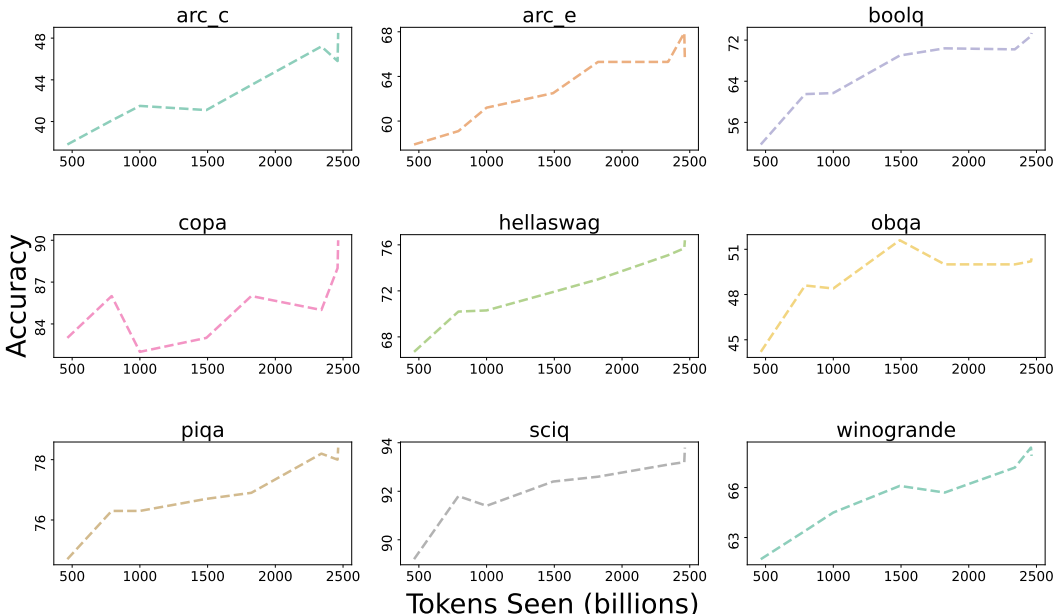 arc_c
arc_e
boolq
48
44
40
500 1000 1500 2000 2500
68
64
60
500 1000 1500 2000 2500
72
64
56
500 1000 1500 2000 2500
copa
hellaswag
obqa
Accuracy
90
87
84
500 1000 1500 2000 2500
76
72
68
500 1000 1500 2000 2500
51
48
45
500 1000 1500 2000 2500
piqa
sciq
winogrande
78
76
500 1000 1500 2000 2500
94
92
90
500 1000 1500 2000 2500
66
63
500 1000 1500 2000 2500
Tokens Seen (billions)